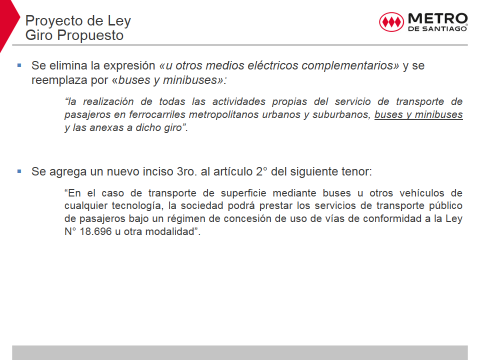 Proyecto de Ley
Giro Propuesto
METRO
DE SANTIAGO
Se elimina la expresión «u otros medios eléctricos complementarios» y se
reemplaza por «buses y minibuses»:
“la realización de todas las actividades propias del servicio de transporte de
pasajeros en ferrocarriles metropolitanos urbanos y suburbanos, buses y minibuses
y las anexas a dicho giro”.
Se agrega un nuevo inciso 3ro. al artículo 2° del siguiente tenor:
“En el caso de transporte de superficie mediante buses u otros vehículos de
cualquier tecnología, la sociedad podrá prestar los servicios de transporte público
de pasajeros bajo un régimen de concesión de uso de vías de conformidad a la Ley
N° 18.696 u otra modalidad”.